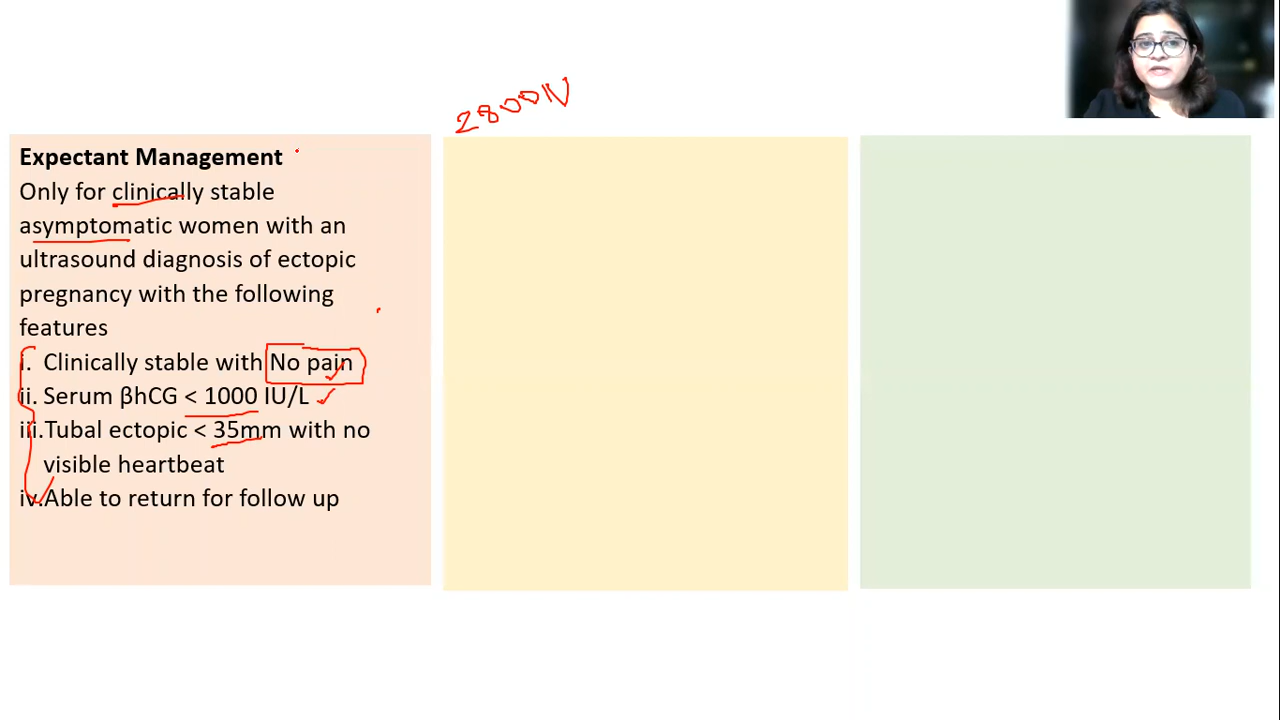 2800 IU
Expectant Management
Only for clinically stable
asymptomatic women with an
ultrasound diagnosis of ectopic
pregnancy with the following
features
i. Clinically stable with No pain
ii. Serum βhCG < 1000 IU/L
iii.Tubal ectopic < 35mm with no
visible heartbeat
iv.Able to return for follow up